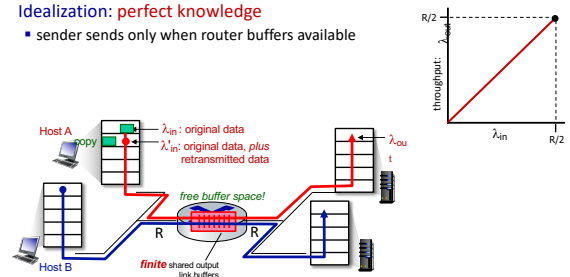 Idealization: perfect knowledge
▪ sender sends only when router buffers available
R/2
throughput: λout
λin
R/2
Host A
λin : original data
copy
λ'in: original data, plus
retransmitted data
λou
t
free buffer space!
R
R
Host B
finite shared output
link buffers